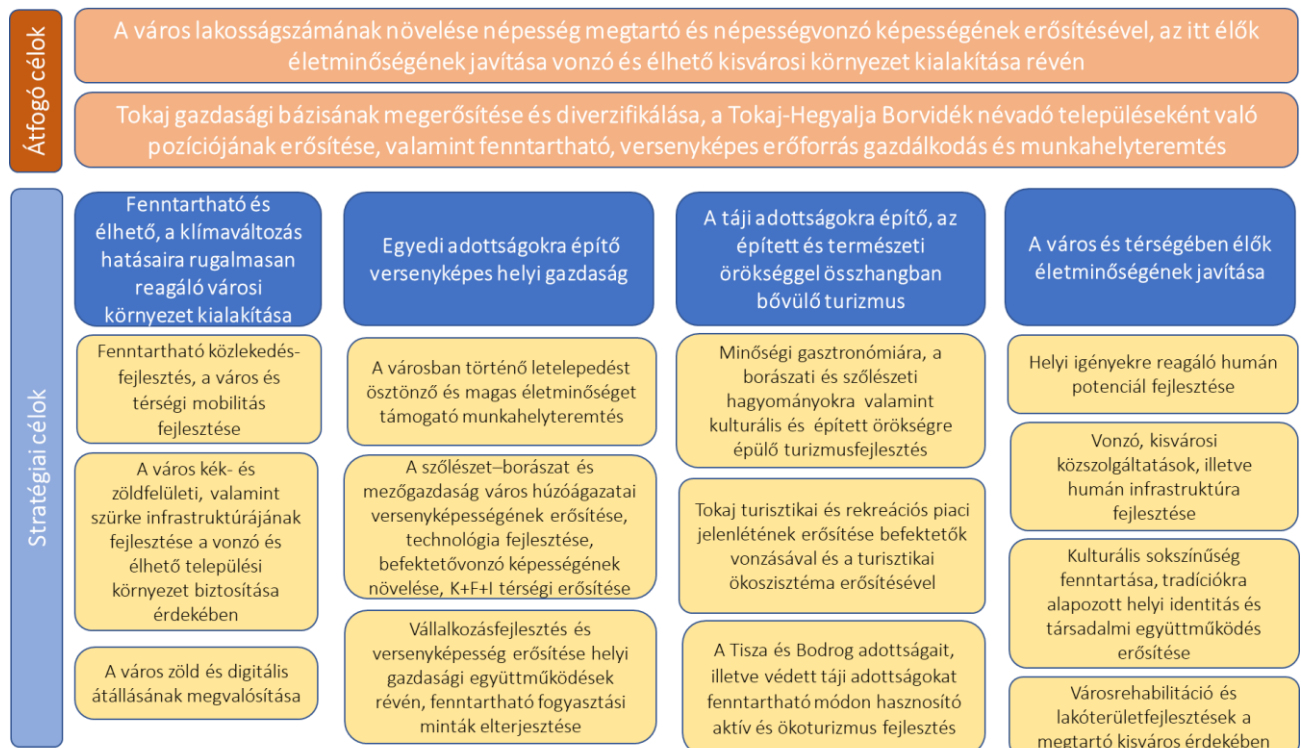 Átfogó célok
A város lakosságszámának növelése népesség megtartó és népességvonzó képességének erősítésével, az itt élők
életminőségének javítása vonzó és élhető kisvárosi környezet kialakítása révén
Tokaj gazdasági bázisának megerősítése és diverzifikálása, a Tokaj-Hegyalja Borvidék névadó településeként való
pozíciójának erősítése, valamint fenntartható, versenyképes erőforrás gazdálkodás és munkahelyteremtés
Stratégiai célok
Fenntartható és
élhető, a klímaváltozás
hatásaira rugalmasan
reagáló városi
környezet kialakítása
Fenntartható közlekedés-
fejlesztés, a város és
térségi mobilitás
fejlesztése
A város kék- és
zöldfelületi, valamint
szürke infrastruktúrájának
fejlesztése a vonzó és
élhető települési
környezet biztosítása
érdekében
A város zöld és digitális
átállásának megvalósítása
Egyedi adottságokra építő
versenyképes helyi gazdaság
A városban történő letelepedést
ösztönző és magas életminőséget
támogató munkahelyteremtés
A szőlészet–borászat és
mezőgazdaság város húzóágazatai
versenyképességének erősítése,
technológia fejlesztése,
befektetővonzó képességének
növelése, K+F+I térségi erősítése
Vállalkozásfejlesztés és
versenyképesség erősítése helyi
gazdasági együttműködések
révén, fenntartható fogyasztási
minták elterjesztése
A táji adottságokra építő, az
épített és természeti
örökséggel összhangban
bővülő turizmus
Minőségi gasztronómiára, a
borászati és szőlészeti
hagyományokra valamint
kulturális és épített örökségre
épülő turizmusfejlesztés
Tokaj turisztikai és rekreációs piaci
jelenlétének erősítése befektetők
vonzásával és a turisztikai
ökoszisztéma erősítésével
A Tisza és Bodrog adottságait,
illetve védett táji adottságokat
fenntartható módon hasznosító
aktív és ökoturizmus fejlesztés
A város és térségében élők
életminőségének javítása
Helyi igényekre reagáló humán
potenciál fejlesztése
Vonzó, kisvárosi
közszolgáltatások, illetve
humán infrastruktúra
fejlesztése
Kulturális sokszínűség
fenntartása, tradíciókra
alapozott helyi identitás és
társadalmi együttműködés
erősítése
Városrehabilitáció és
lakóterületfejlesztések a
megtartó kisváros érdekében